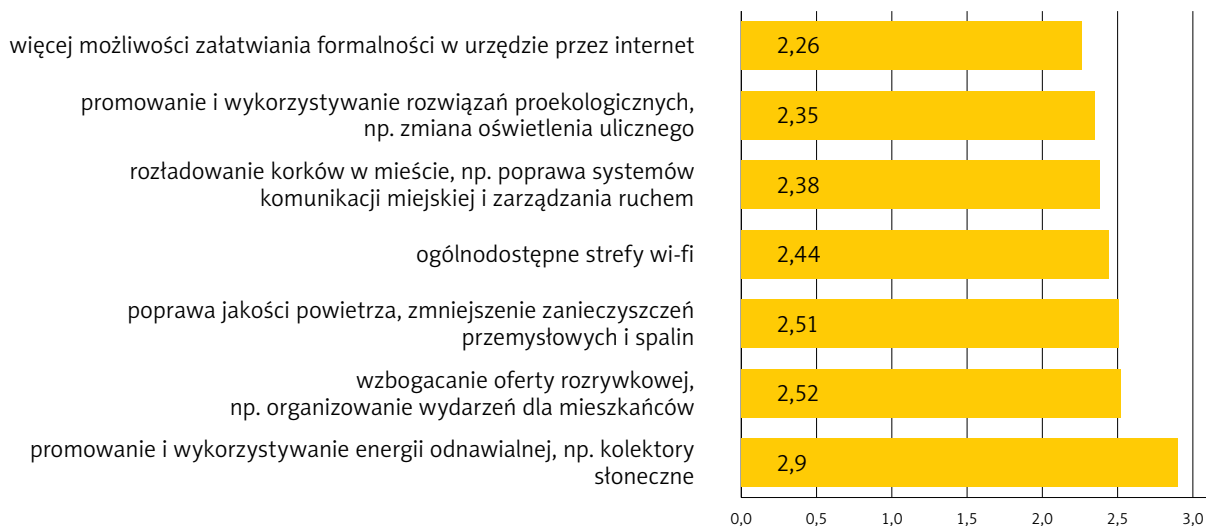 więcej możliwości załatwiania formalności w urzędzie przez internet
2,26
promowanie i wykorzystywanie rozwiązań proekologicznych,
np. zmiana oświetlenia ulicznego
2,35
rozładowanie korków w mieście, np. poprawa systemów
komunikacji miejskiej i zarządzania ruchem
2,38
ogólnodostępne strefy wi-fi
2,44
poprawa jakości powietrza, zmniejszenie zanieczyszczeń
przemysłowych i spalin
2,51
wzbogacanie oferty rozrywkowej,
np. organizowanie wydarzeń dla mieszkańców
2,52
promowanie i wykorzystywanie energii odnawialnej, np. kolektory
słoneczne
2,9
0,0 0,5 1,0 1,5 2,0 2,5 3,0